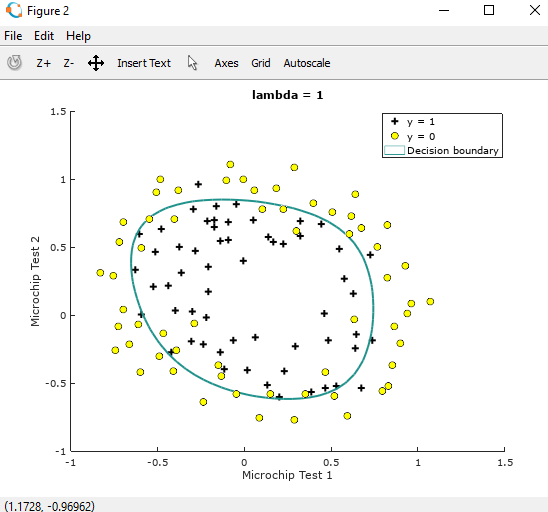 Figure 2
File Edit Help
Z+ Z- Insert Text Axes Grid Autoscale
lambda = 1
1.5
y = 1
y = 0
Decision boundary
1
0.5
Microchip Test 2
0
-0.5
-1
-1 -0.5 0 0.5 1 1.5
Microchip Test 1
(1.1728, -0.96962)